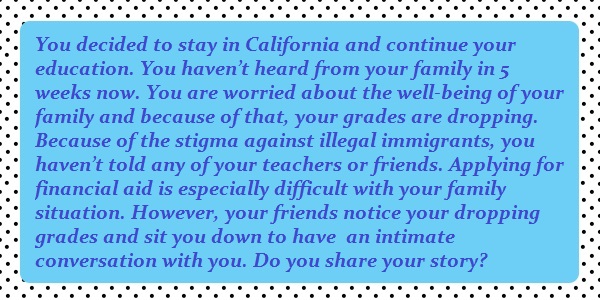 You decided to stay in California and continue your
education. You haven't heard from your family in 5
weeks now. You are worried about the well-being of your
family and because of that, your grades are dropping.
Because of the stigma against illegal immigrants, you
haven't told any of your teachers or friends. Applying for
financial aid is especially difficult with your family
situation. However, your friends notice your dropping
grades and sit you down to have an intimate
conversation with you. Do you share your story?